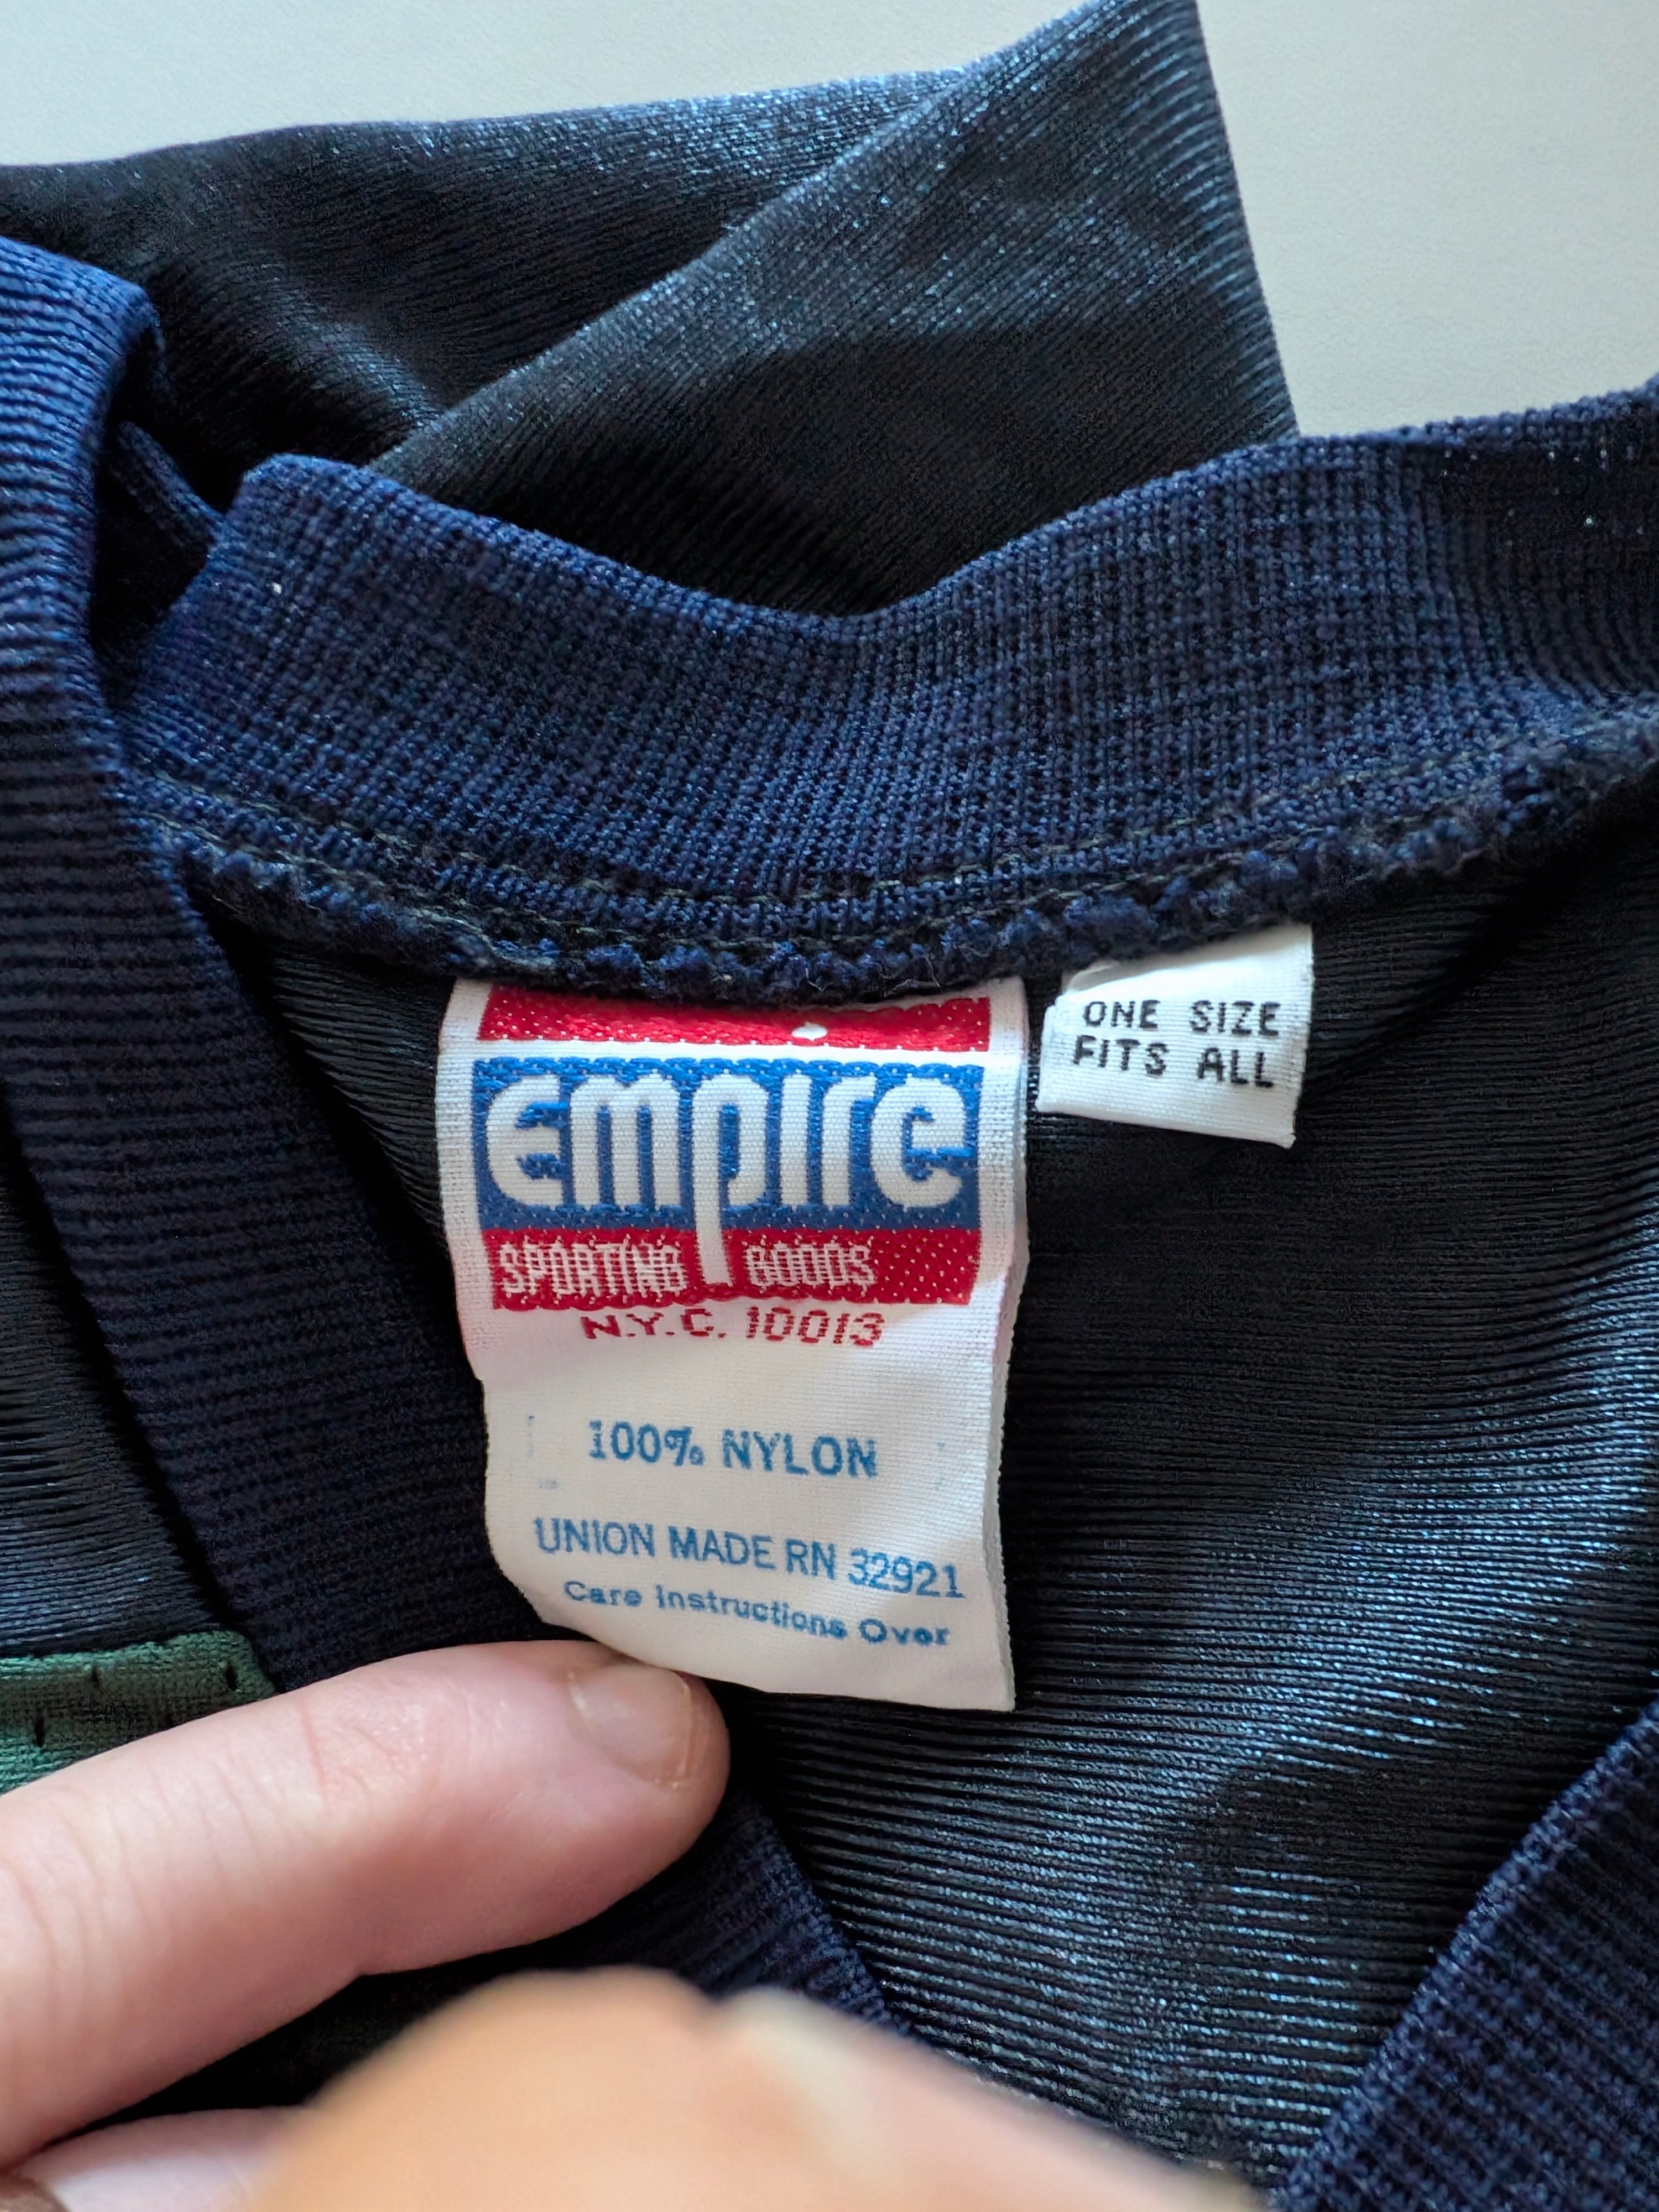 empire
SPORTING GOODS
N.Y.C. 10013
100% NYLON
UNION MADE RN 32921
Care Instructions Over
ONE SIZE
FITS ALL